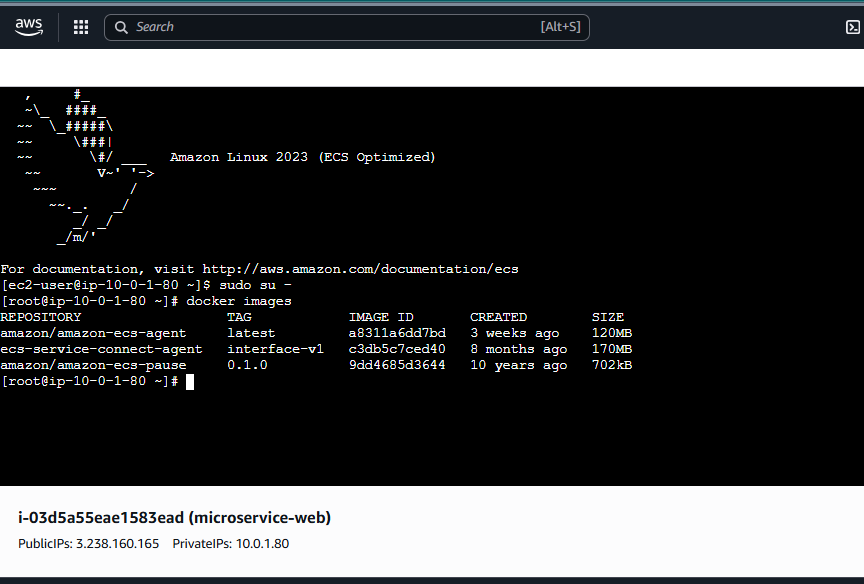 aws
Search [Alt+S]
, #_
~\_ ####_
~~ \_#####\
~~ \###|
~~ \#/ ___ Amazon Linux 2023 (ECS Optimized)
~~ V~' '->
~~~ /
~~._. _/
_/ _/
_/m/'
For documentation, visit http://aws.amazon.com/documentation/ecs
[ec2-user@ip-10-0-1-80 ~]$ sudo su -
[root@ip-10-0-1-80 ~]# docker images
REPOSITORY TAG IMAGE ID CREATED SIZE
amazon/amazon-ecs-agent latest a8311a6dd7bd 3 weeks ago 120MB
ecs-service-connect-agent interface-v1 c3db5c7ced40 8 months ago 170MB
amazon/amazon-ecs-pause 0.1.0 9dd4685d3644 10 years ago 702kB
[root@ip-10-0-1-80 ~]#
i-03d5a55eae1583ead (microservice-web)
PublicIPs: 3.238.160.165 PrivateIPs: 10.0.1.80